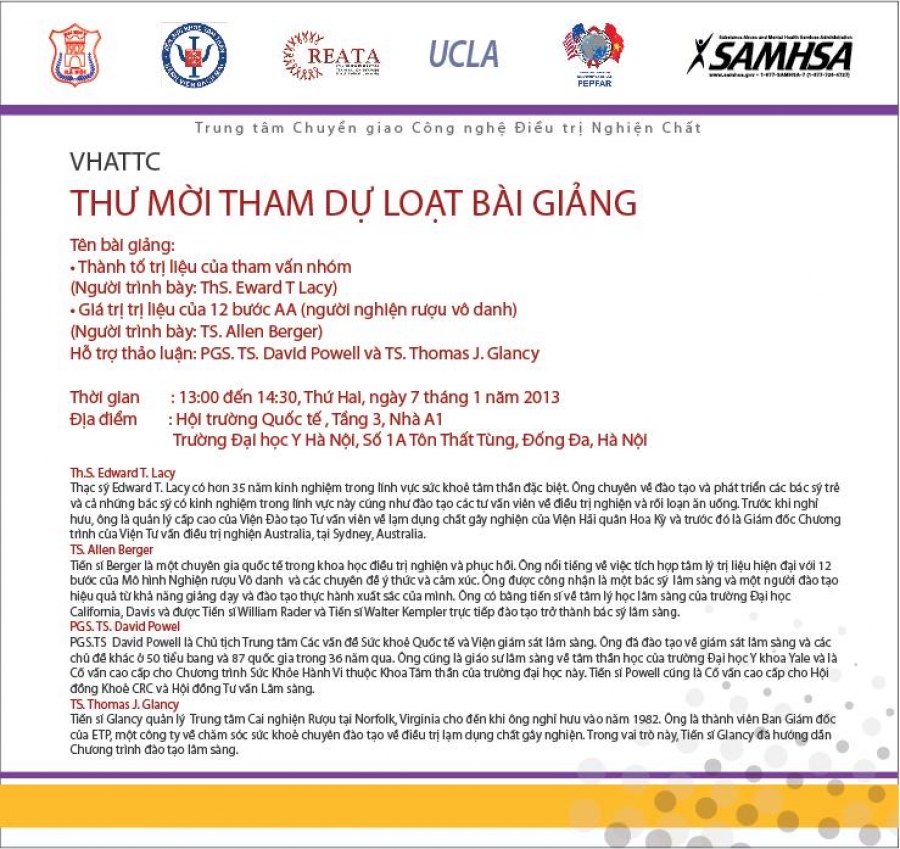 1902
HÀ NỘI
REATA
UCLA
PEPFAR
Substance Abuse and Mental Health Services Administration
SAMHSA
www.samhsa.gov • 1-877-SAMHSA-7 (1-877-726-4727)
Trung tâm Chuyển giao Công nghệ Điều trị Nghiện Chất
VHATTC
THƯ MỜI THAM DỰ LOẠT BÀI GIẢNG
Tên bài giảng:
• Thành tố trị liệu của tham vấn nhóm
(Người trình bày: ThS. Eward T Lacy)
• Giá trị trị liệu của 12 bước AA (người nghiện rượu vô danh)
(Người trình bày: TS. Allen Berger)
Hỗ trợ thảo luận: PGS. TS. David Powell và TS. Thomas J. Glancy
Thời gian : 13:00 đến 14:30, Thứ Hai, ngày 7 tháng 1 năm 2013
Địa điểm : Hội trường Quốc tế , Tầng 3, Nhà A1
Trường Đại học Y Hà Nội, Số 1A Tôn Thất Tùng, Đống Đa, Hà Nội
Th.S. Edward T. Lacy
Thạc sỹ Edward T. Lacy có hơn 35 năm kinh nghiệm trong lính vực sức khoẻ tâm thần đặc biệt. Ông chuyên về đào tạo và phát triển các bác sỹ trẻ
và cả những bác sỹ có kinh nghiệm trong lính vực này cũng như đào tạo các tư vấn viên về điều trị nghiện và rối loạn ăn uống. Trước khi nghỉ
hưu, ông là quản lý cấp cao của Viện Đào tạo Tư vấn viên về lạm dụng chất gây nghiện của Viện Hải quân Hoa Kỳ và trước đó là Giám đốc Chương
trình của Viện Tư vấn điều trị nghiện Australia, tại Sydney, Australia.
TS. Allen Berger
Tiến sĩ Berger là một chuyên gia quốc tế trong khoa học điều trị nghiện và phục hồi. Ông nổi tiếng về việc tích hợp tâm lý trị liệu hiện đại với 12
bước của Mô hình Nghiện rượu Vô danh và các chuyên đề ý thức và cảm xúc. Ông được công nhận là một bác sỹ lâm sàng và một người đào tạo
hiệu quả từ khả năng giảng dạy và đào tạo thực hành xuất sắc của mình. Ông có bằng tiến sĩ về tâm lý học lâm sàng của trường Đại học
California, Davis và được Tiến sĩ William Rader và Tiến sĩ Walter Kempler trực tiếp đào tạo trở thành bác sỹ lâm sàng.
PGS. TS. David Powel
PGS.TS David Powell là Chủ tịch Trung tâm Các vấn đề Sức khoẻ Quốc tế và Viện giám sát lâm sàng. Ông đã đào tạo về giám sát lâm sàng và các
chủ đề khác ở 50 tiểu bang và 87 quốc gia trong 36 năm qua. Ông cũng là giáo sư lâm sàng về tâm thần học của trường Đại học Y khoa Yale và là
Cố vấn cao cấp cho Chương trình Sức Khỏe Hành Vi thuộc Khoa Tâm thần của trường đại học này. Tiến sĩ Powell cúng là Cố vấn cao cấp cho Hội
đồng Khoẻ CRC và Hội đồng Tư vấn Lâm sàng.
TS. Thomas J. Glancy
Tiến sĩ Glancy quản lý Trung tâm Cai nghiện Rượu tại Norfolk, Virginia cho đến khi ông nghỉ hưu vào năm 1982. Ông là thành viên Ban Giám đốc
của ETP, một công ty về chăm sóc sức khoẻ chuyên đào tạo về điều trị lạm dụng chất gây nghiện. Trong vai trò này, Tiến sĩ Glancy đã hướng dẫn
Chương trình đào tạo lâm sàng.